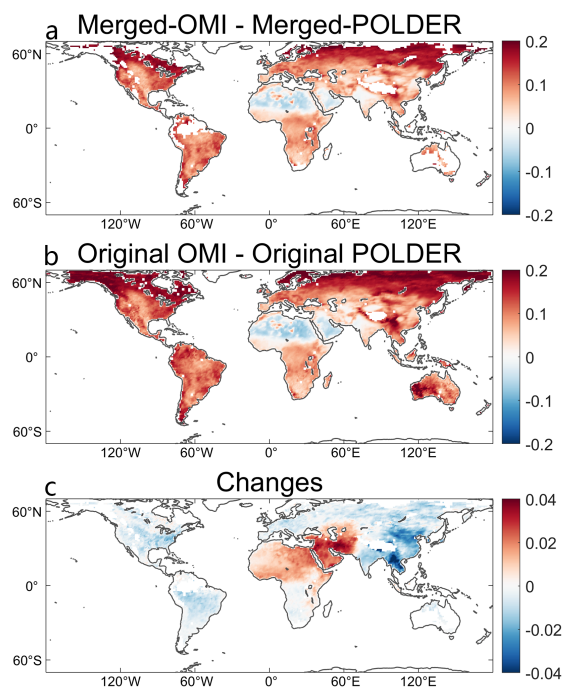 a Merged-OMI - Merged-POLDER
60°N
0°
60°S
120°W 60°W 0° 60°E 120°E
0.2
0.1
0
-0.1
-0.2
b Original OMI - Original POLDER
60°N
0°
60°S
120°W 60°W 0° 60°E 120°E
0.2
0.1
0
-0.1
-0.2
c Changes
60°N
0°
60°S
120°W 60°W 0° 60°E 120°E
0.04
0.02
0
-0.02
-0.04